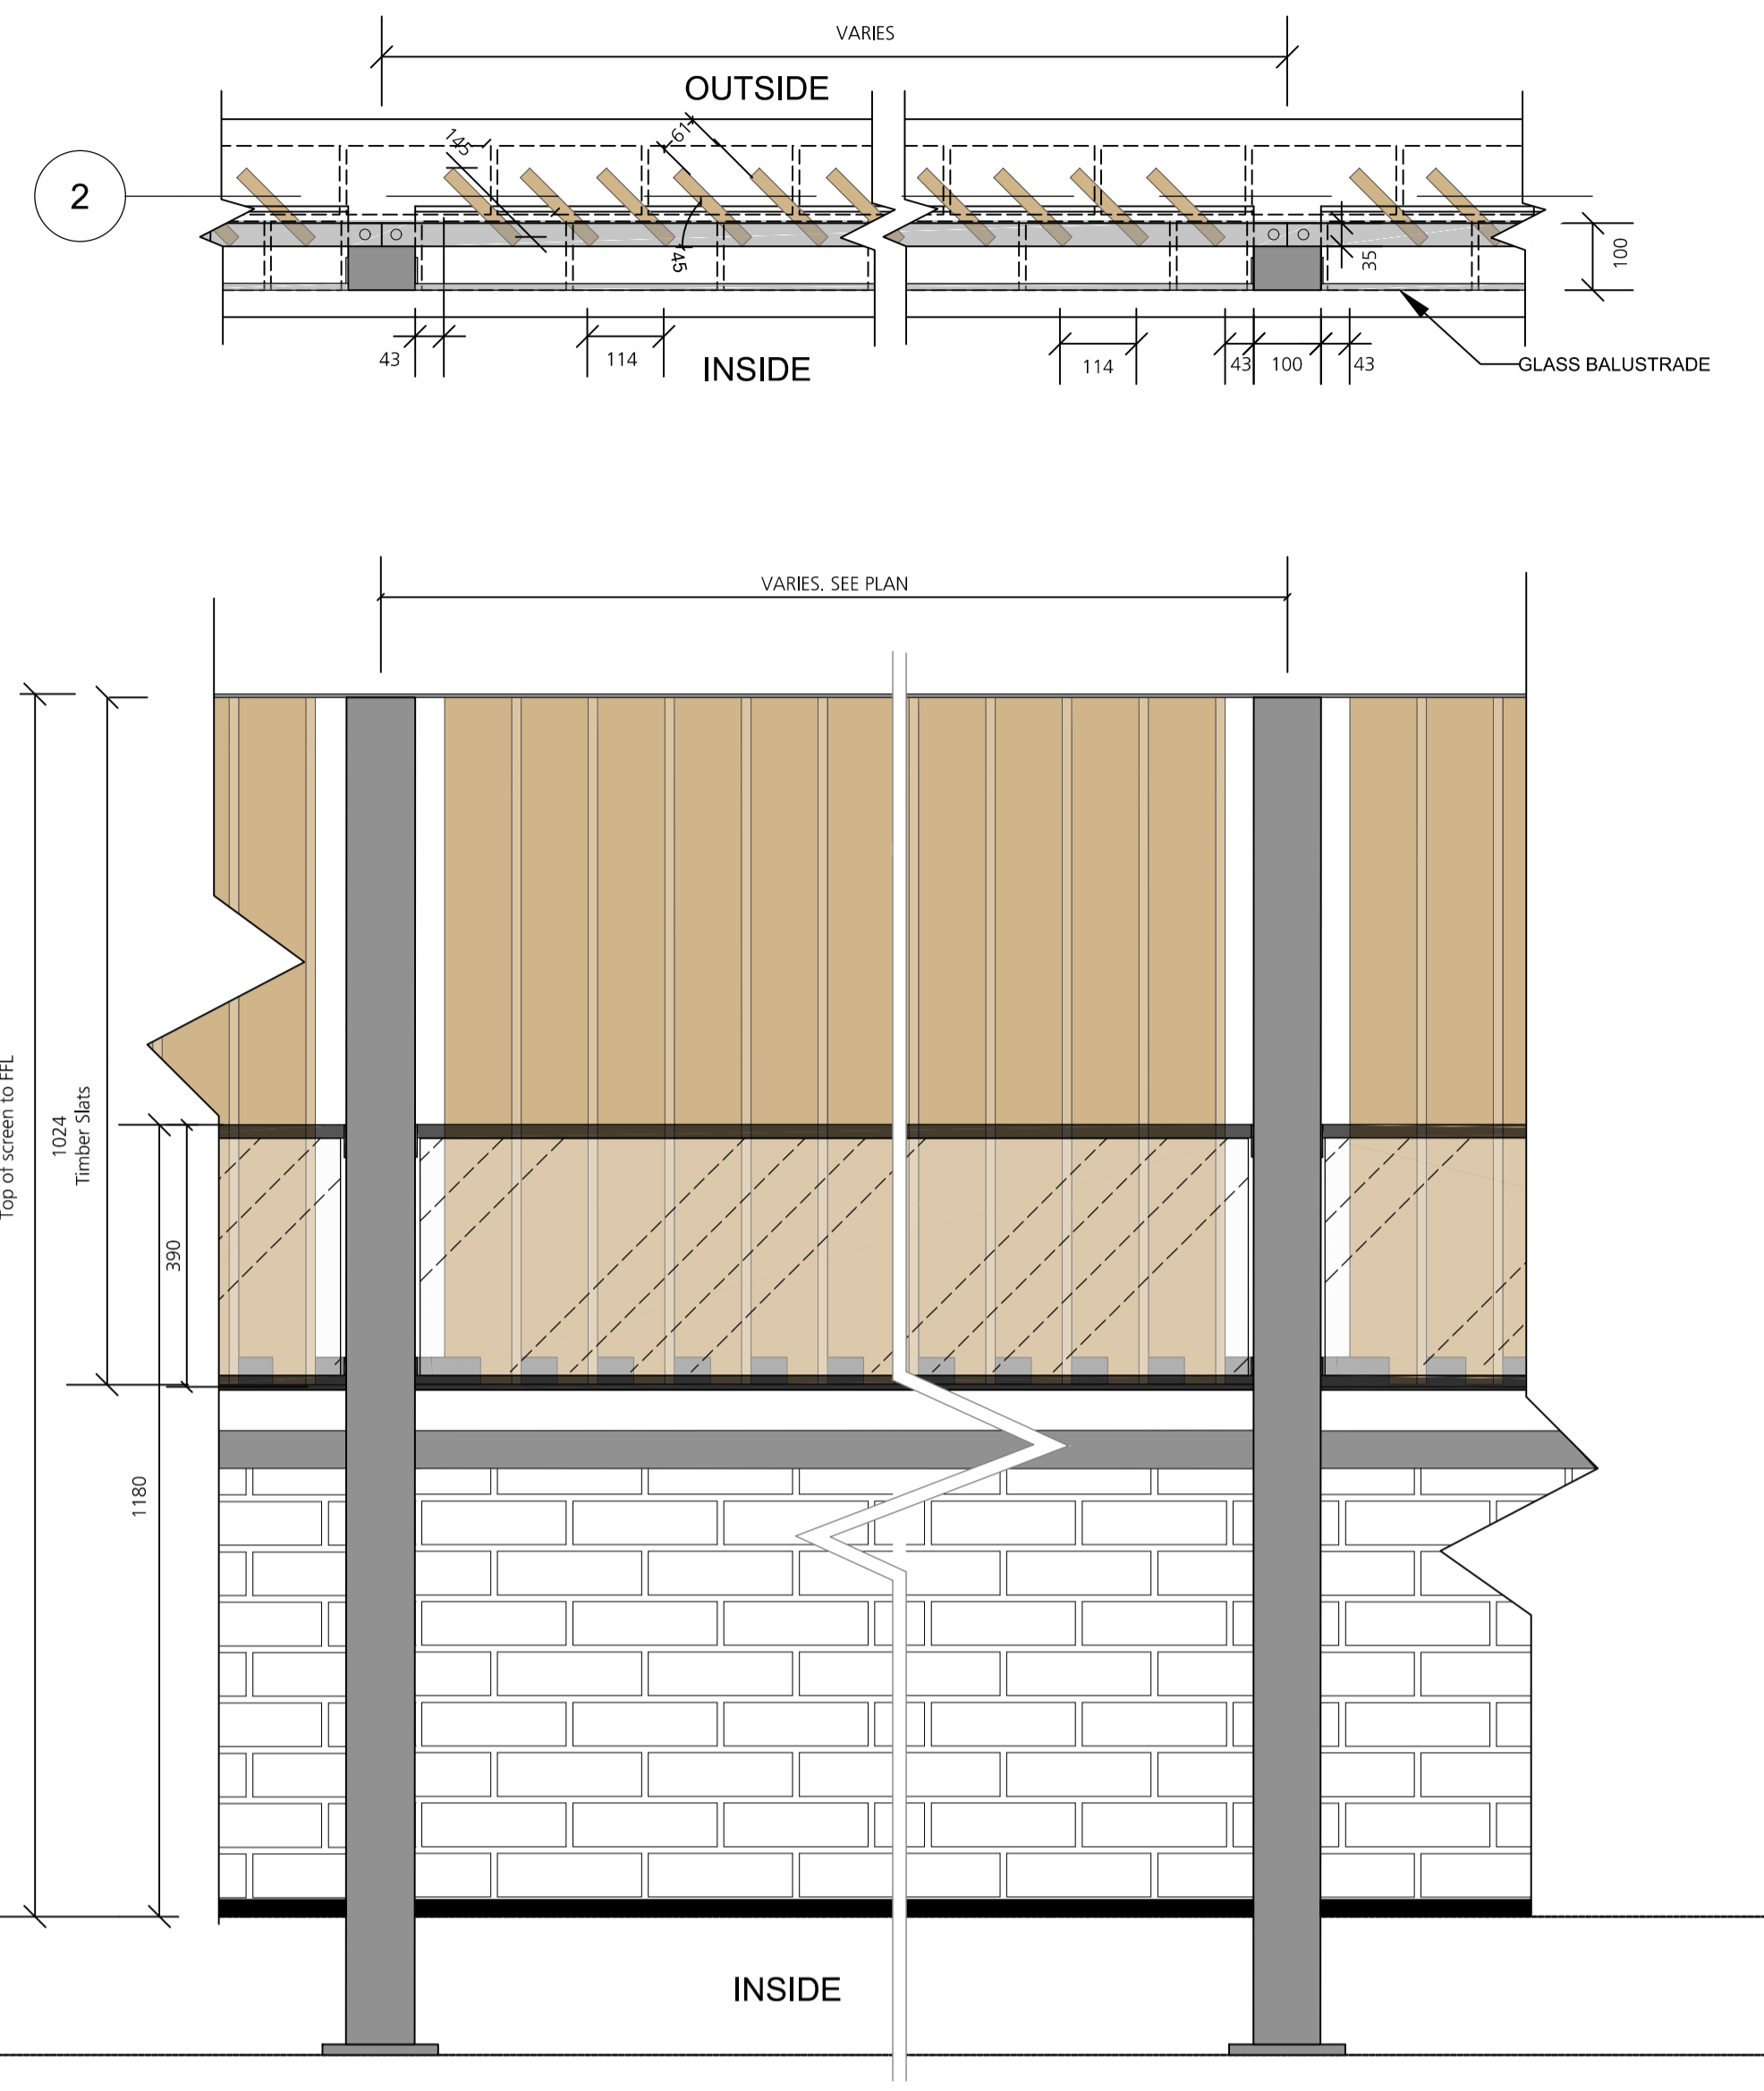 VARIES
OUTSIDE
145
61
2
45
35
100
43
114
INSIDE
114
43
100
43
GLASS BALUSTRADE
VARIES. SEE PLAN
Top of screen to FFL
1024
Timber Slats
390
1180
INSIDE